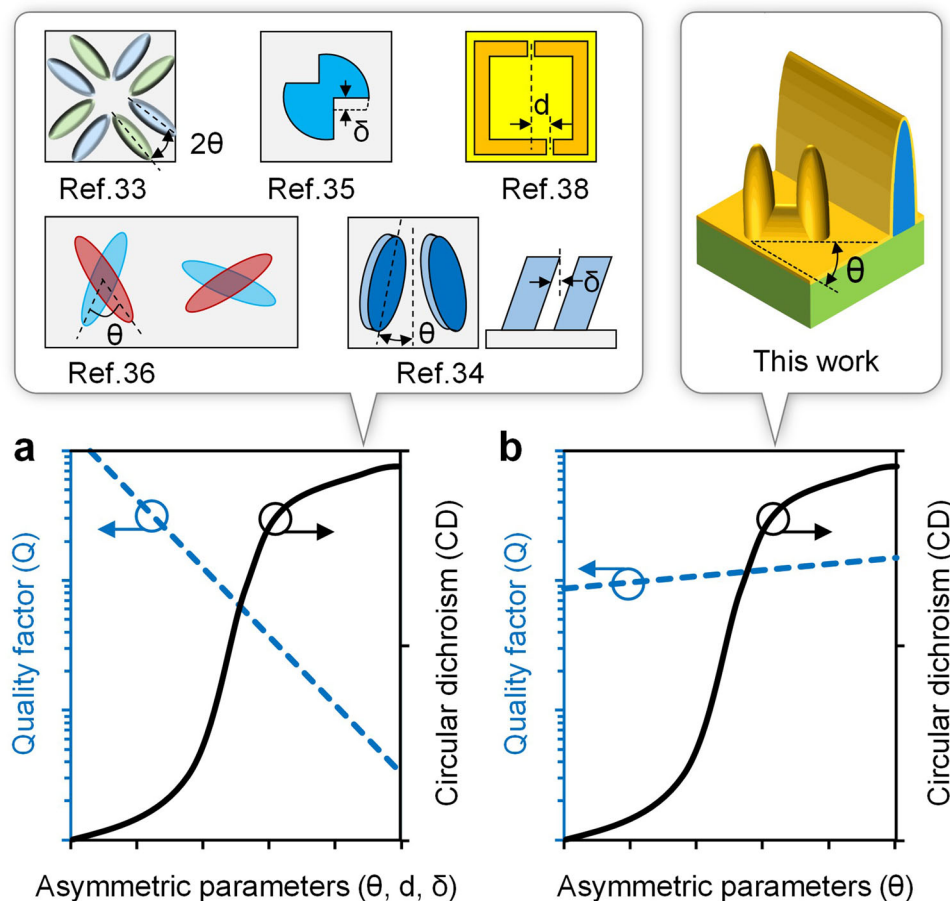 2θ
δ
d
Ref.33
Ref.35
Ref.38
θ
θ
δ
Ref.36
Ref.34
θ
This work
a
b
Quality factor (Q)
Circular dichroism (CD)
Quality factor (Q)
Circular dichroism (CD)
Asymmetric parameters (θ, d, δ)
Asymmetric parameters (θ)